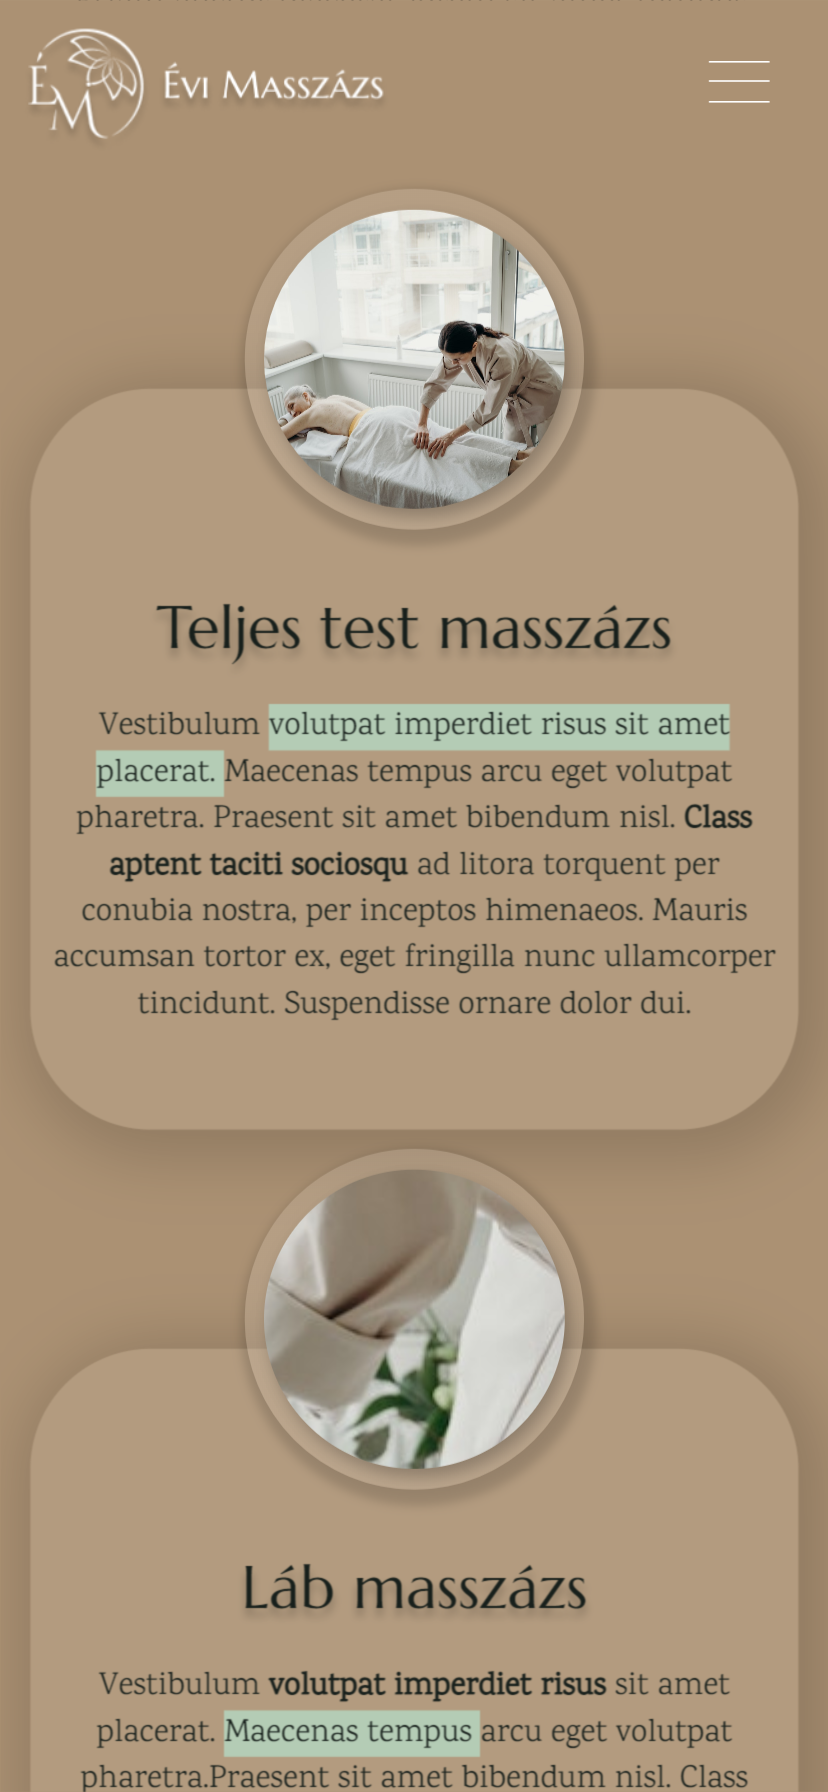 ÉM
Évi Masszázs
Teljes test masszázs
Vestibulum volutpat imperdiet risus sit amet
placerat. Maecenas tempus arcu eget volutpat
pharetra. Praesent sit amet bibendum nisl. Class
aptent taciti sociosqu ad litora torquent per
conubia nostra, per inceptos himenaeos. Mauris
accumsan tortor ex, eget fringilla nunc ullamcorper
tincidunt. Suspendisse ornare dolor dui.
Láb masszázs
Vestibulum volutpat imperdiet risus sit amet
placerat. Maecenas tempus arcu eget volutpat
pharetra.Praesent sit amet bibendum nisl. Class